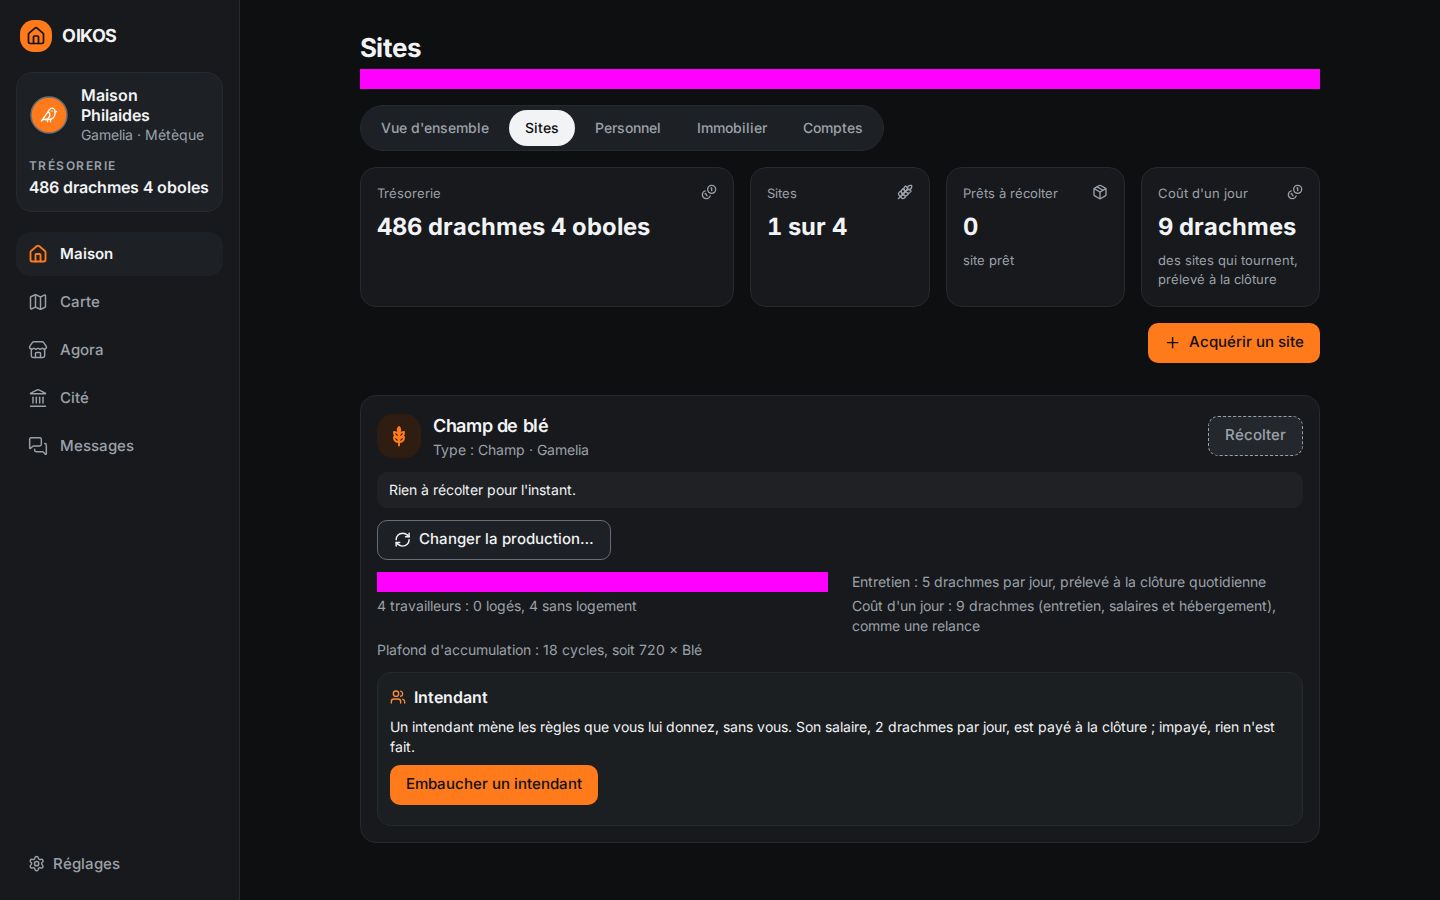 OIKOS
Maison
Philaides
Gamelia · Métèque
TRÉSORERIE
486 drachmes 4 oboles
Maison
Carte
Agora
Cité
Messages
Réglages
Sites
Vue d'ensemble
Sites
Personnel
Immobilier
Comptes
Trésorerie
486 drachmes 4 oboles
Sites
1 sur 4
Prêts à récolter
0
site prêt
Coût d'un jour
9 drachmes
des sites qui tournent,
prélevé à la clôture
Acquérir un site
Champ de blé
Type : Champ · Gamelia
Récolter
Rien à récolter pour l'instant.
Changer la production...
Entretien : 5 drachmes par jour, prélevé à la clôture quotidienne
4 travailleurs : 0 logés, 4 sans logement
Coût d'un jour : 9 drachmes (entretien, salaires et hébergement),
comme une relance
Plafond d'accumulation : 18 cycles, soit 720 × Blé
Intendant
Un intendant mène les règles que vous lui donnez, sans vous. Son salaire, 2 drachmes par jour, est payé à la clôture ; impayé, rien n'est
fait.
Embaucher un intendant